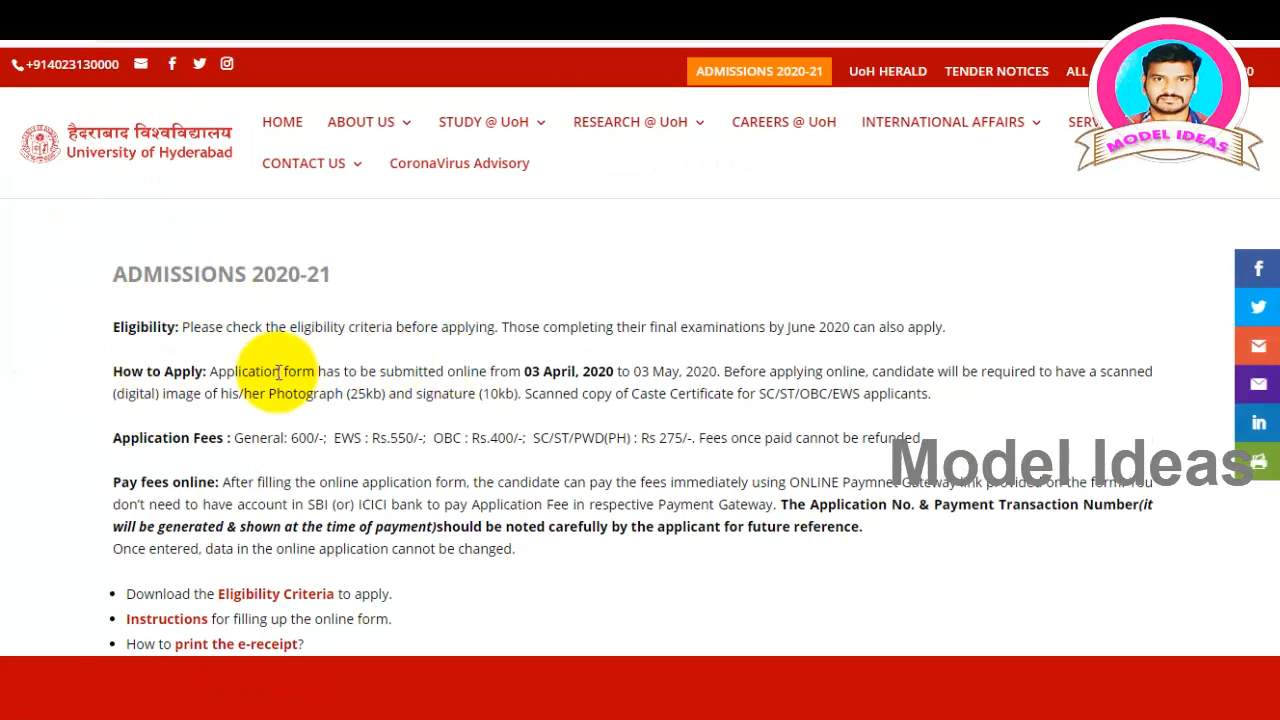 +914023130000
ADMISSIONS 2020-21 UoH HERALD TENDER NOTICES ALL
हैदराबाद विश्वविद्यालय
University of Hyderabad
HOME ABOUT US STUDY @ UoH RESEARCH @ UoH CAREERS @ UoH INTERNATIONAL AFFAIRS
CONTACT US CoronaVirus Advisory
MODEL IDEAS
ADMISSIONS 2020-21
Eligibility: Please check the eligibility criteria before applying. Those completing their final examinations by June 2020 can also apply.
How to Apply: Application form has to be submitted online from 03 April, 2020 to 03 May, 2020. Before applying online, candidate will be required to have a scanned
(digital) image of his/her Photograph (25kb) and signature (10kb). Scanned copy of Caste Certificate for SC/ST/OBC/EWS applicants.
Application Fees : General: 600/-; EWS : Rs.550/-; OBC : Rs.400/-; SC/ST/PWD(PH) : Rs 275/-. Fees once paid cannot be refunded
Model Ideas
Pay fees online: After filling the online application form, the candidate can pay the fees immediately using ONLINE Paymnet Gateway link provided on the form. You
don't need to have account in SBI (or) ICICI bank to pay Application Fee in respective Payment Gateway. The Application No. & Payment Transaction Number(it
will be generated & shown at the time of payment)should be noted carefully by the applicant for future reference.
Once entered, data in the online application cannot be changed.
Download the Eligibility Criteria to apply.
Instructions for filling up the online form.
How to print the e-receipt?